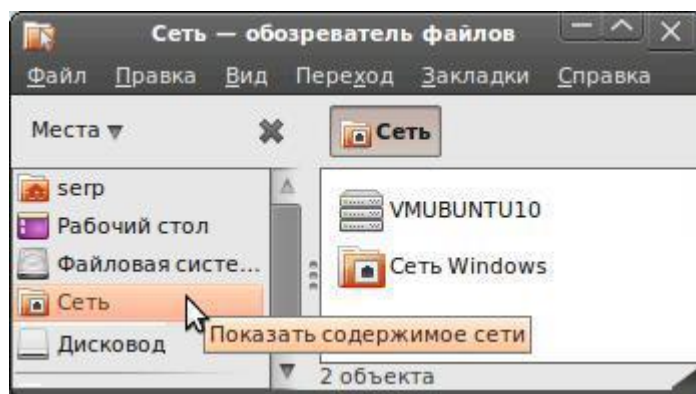 Сеть — обозреватель файлов
Файл Правка Вид Переход Закладки Справка
Места
Сеть
serp
Рабочий стол
Файловая систе...
Сеть
Дисковод
VMUBUNTU10
Сеть Windows
Показать содержимое сети
2 объекта